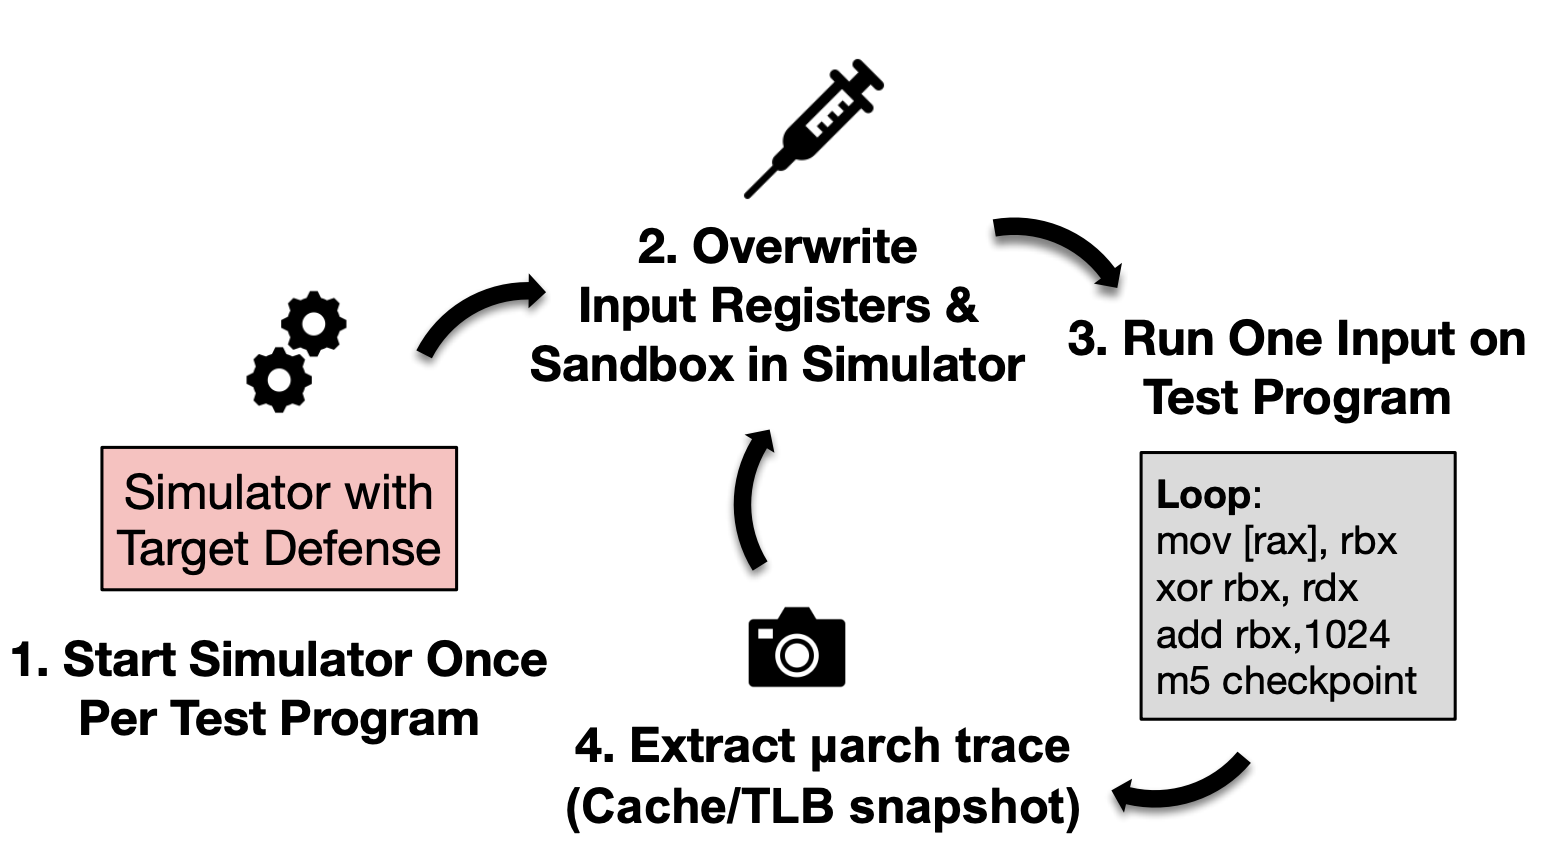 Simulator with
Target Defense
1. Start Simulator Once
Per Test Program
2. Overwrite
Input Registers &
Sandbox in Simulator
3. Run One Input on
Test Program
Loop:
mov [rax], rbx
xor rbx, rdx
add rbx,1024
m5 checkpoint
4. Extract µarch trace
(Cache/TLB snapshot)